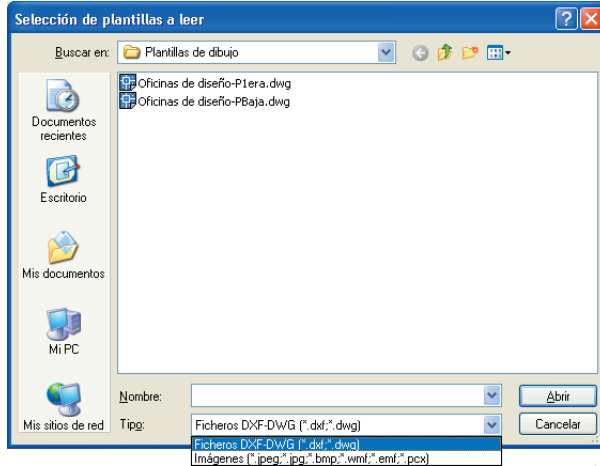 Selección de plantillas a leer
Buscar en:
Plantillas de dibujo
Oficinas de diseño-P1era.dwg
Oficinas de diseño-PBaja.dwg
Documentos
recientes
Escritorio
Mis documentos
Mi PC
Mis sitios de red
Nombre:
Abrir
Tipo:
Ficheros DXF-DWG (*.dxf;*.dwg)
Cancelar
Ficheros DXF-DWG (*.dxf;*.dwg)
Imágenes (*.jpeg;*.jpg;*.bmp;*.wmf;*.emf;*.pcx)